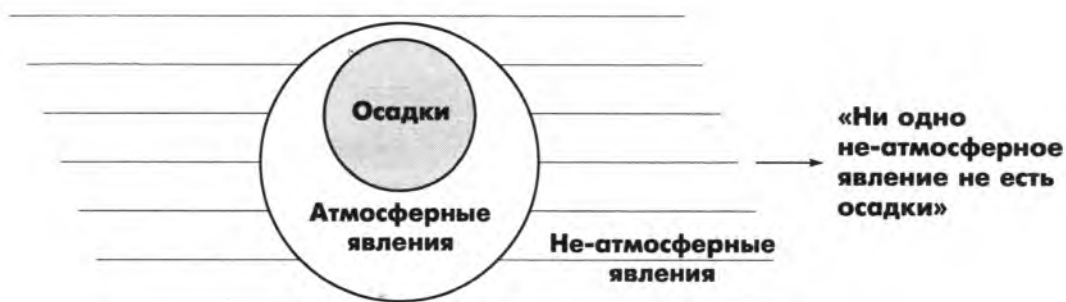 Осадки
Атмосферные
явления
Не-атмосферные
явления
«Ни одно
не-атмосферное
явление не есть
осадки»